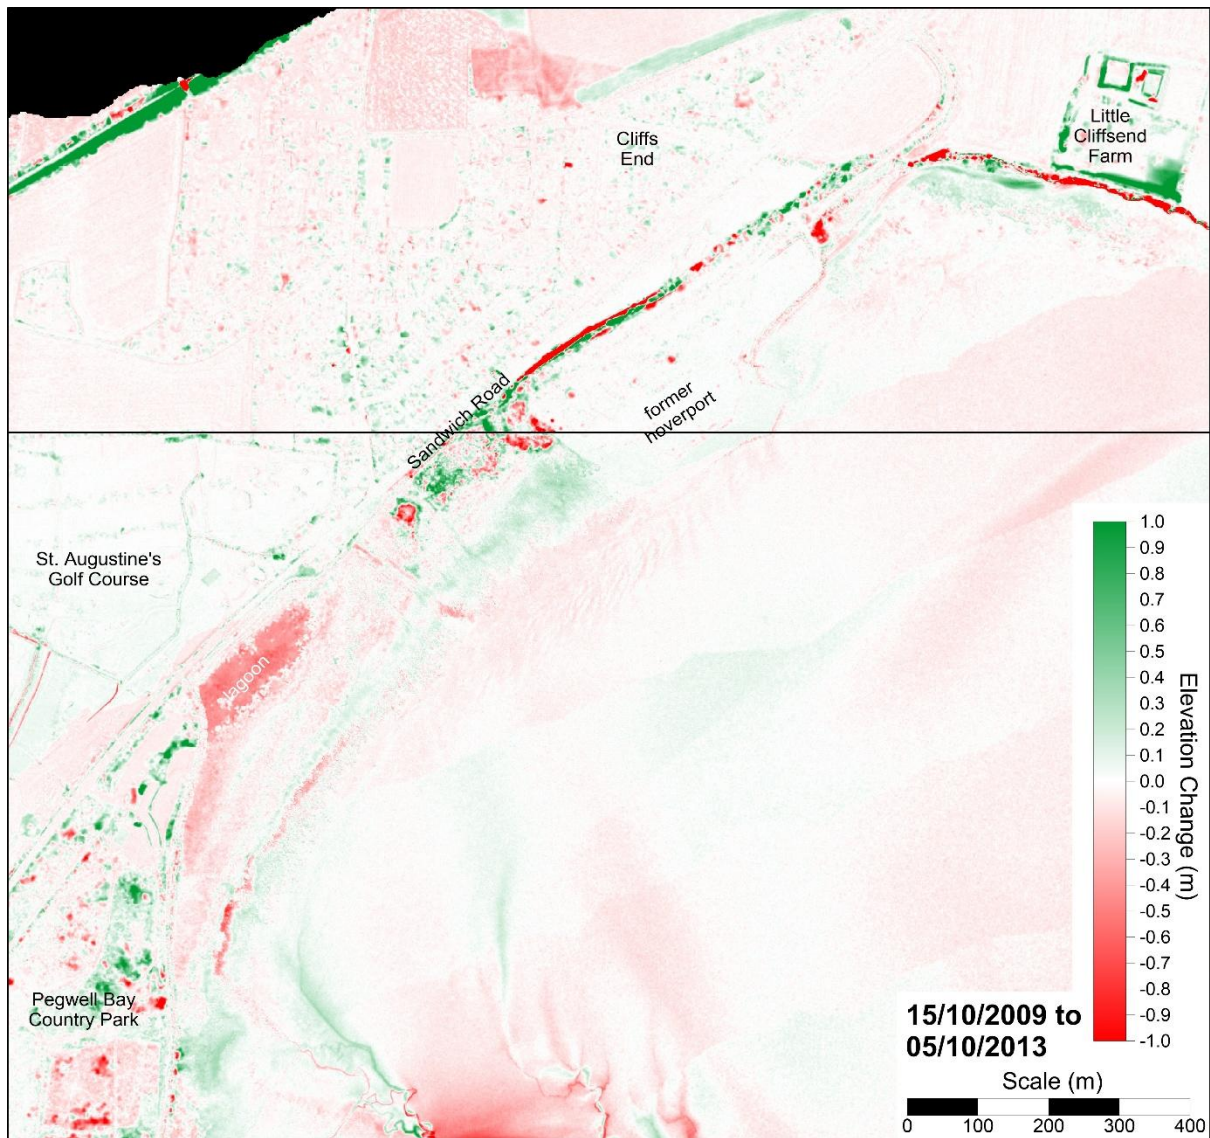 Cliffs
End
Little
Cliffsend
Farm
Sandwich Road
former
hoverport
St. Augustine's
Golf Course
lagoon
Pegwell Bay
Country Park
1.0
0.9
0.8
0.7
0.6
0.5
0.4
0.3
0.2
0.1
0.0
-0.1
-0.2
-0.3
-0.4
-0.5
-0.6
-0.7
-0.8
-0.9
-1.0
Elevation Change (m)
15/10/2009 to
05/10/2013
Scale (m)
0 100 200 300 400